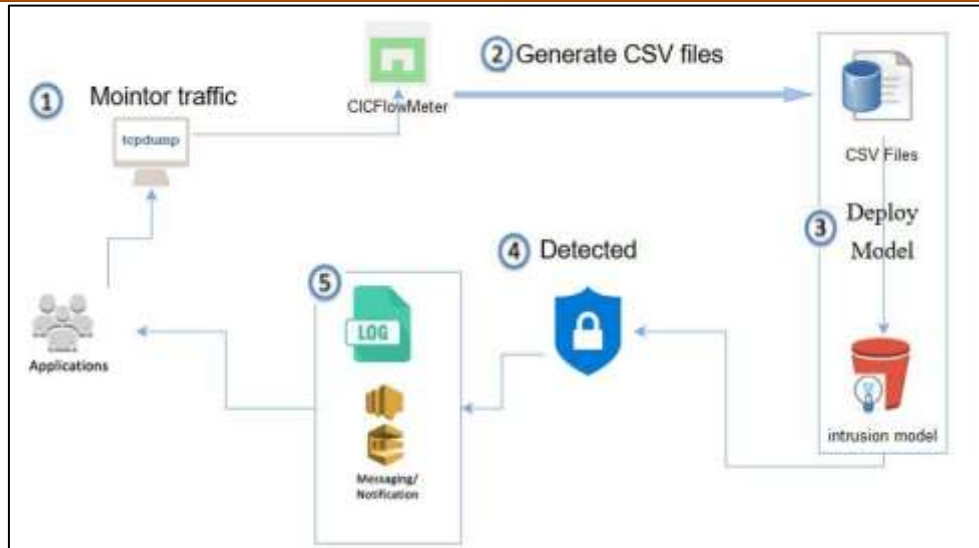 1
Mointor traffic
tcpdump
CICFlowMeter
2
Generate CSV files
CSV Files
3
Deploy
Model
intrusion model
4
Detected
5
LOG
Messaging/
Notification
Applications